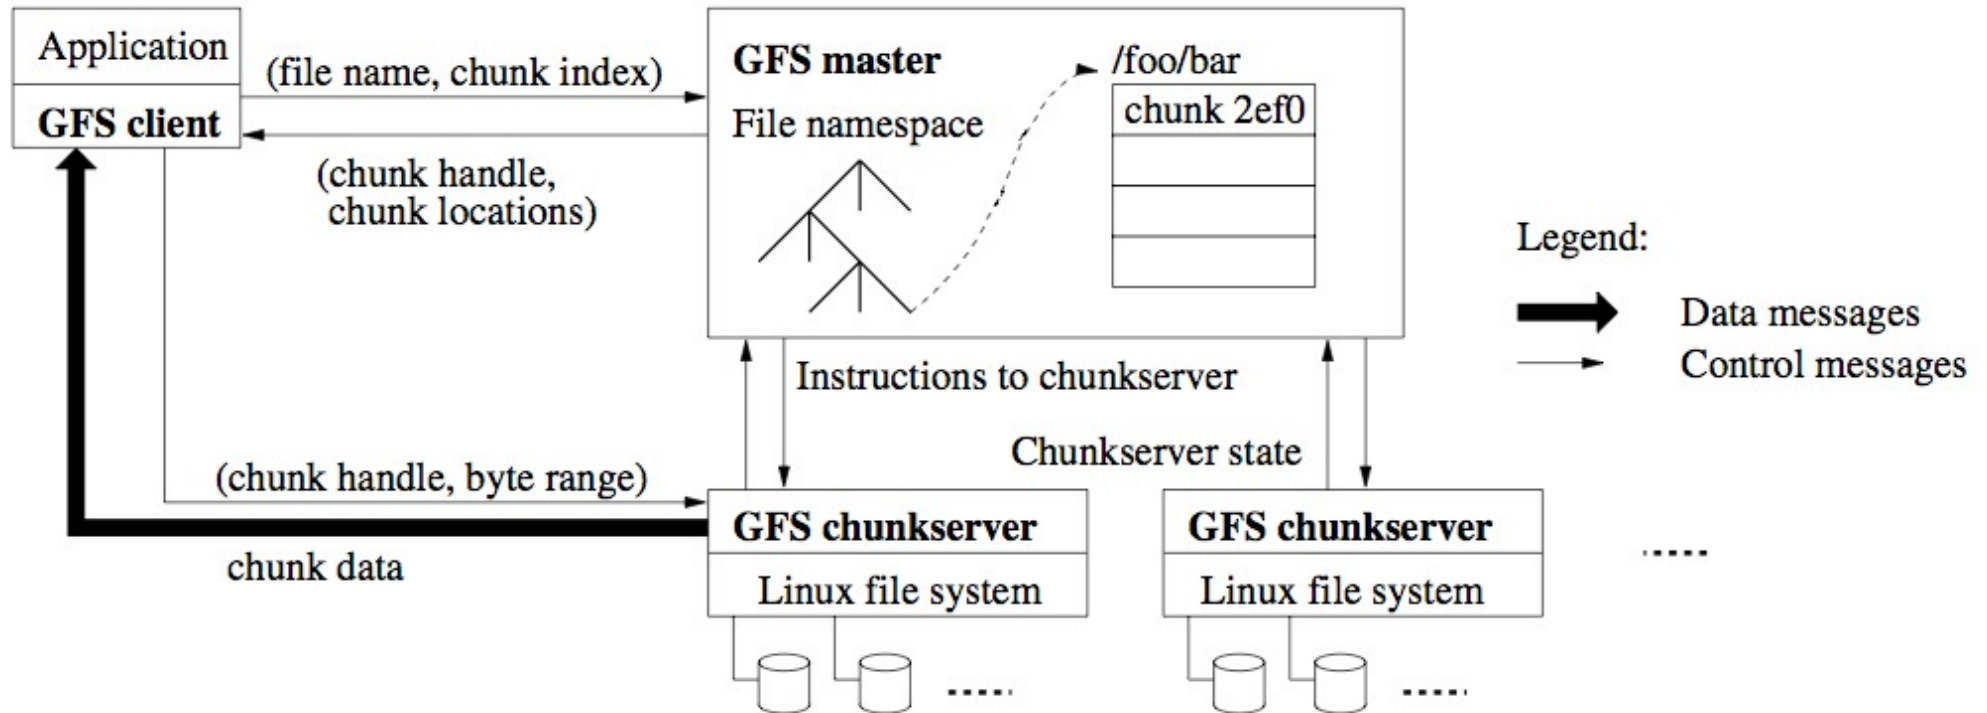 Application
GFS client
(file name, chunk index)
(chunk handle,
chunk locations)
GFS master
File namespace
/foo/bar
chunk 2ef0
Legend:
Data messages
Control messages
Instructions to chunkserver
Chunkserver state
(chunk handle, byte range)
chunk data
GFS chunkserver
Linux file system
GFS chunkserver
Linux file system